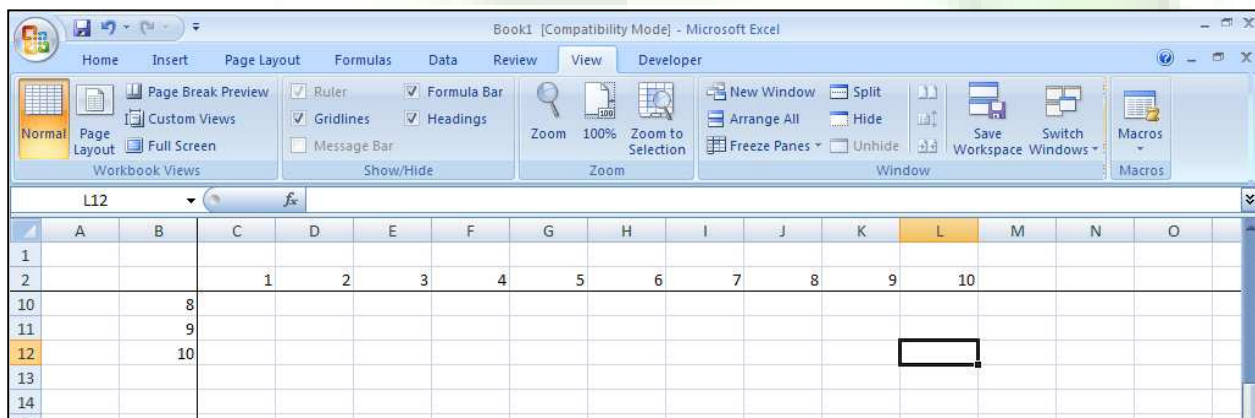 Book1 [Compatibility Mode] - Microsoft Excel
Home Insert Page Layout Formulas Data Review View Developer
Normal
Page Layout
Page Break Preview
Custom Views
Full Screen
Workbook Views
Ruler
Gridlines
Message Bar
Formula Bar
Headings
Show/Hide
Zoom
100%
Zoom to Selection
Zoom
New Window
Arrange All
Freeze Panes
Split
Hide
Unhide
Save Workspace
Switch Windows
Window
Macros
Macros
L12 fx
A B C D E F G H I J K L M N O
1
2 1 2 3 4 5 6 7 8 9 10
10 8
11 9
12 10
13
14